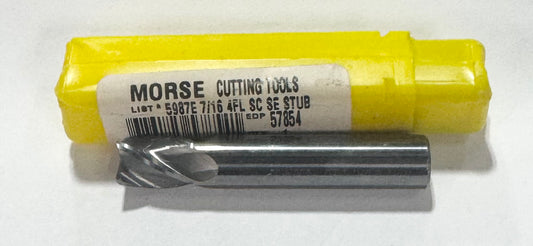 MORSE CUTTING TOOLS
LIST # 5987E 7/16 4FL SC SE STUB
EDP 57854